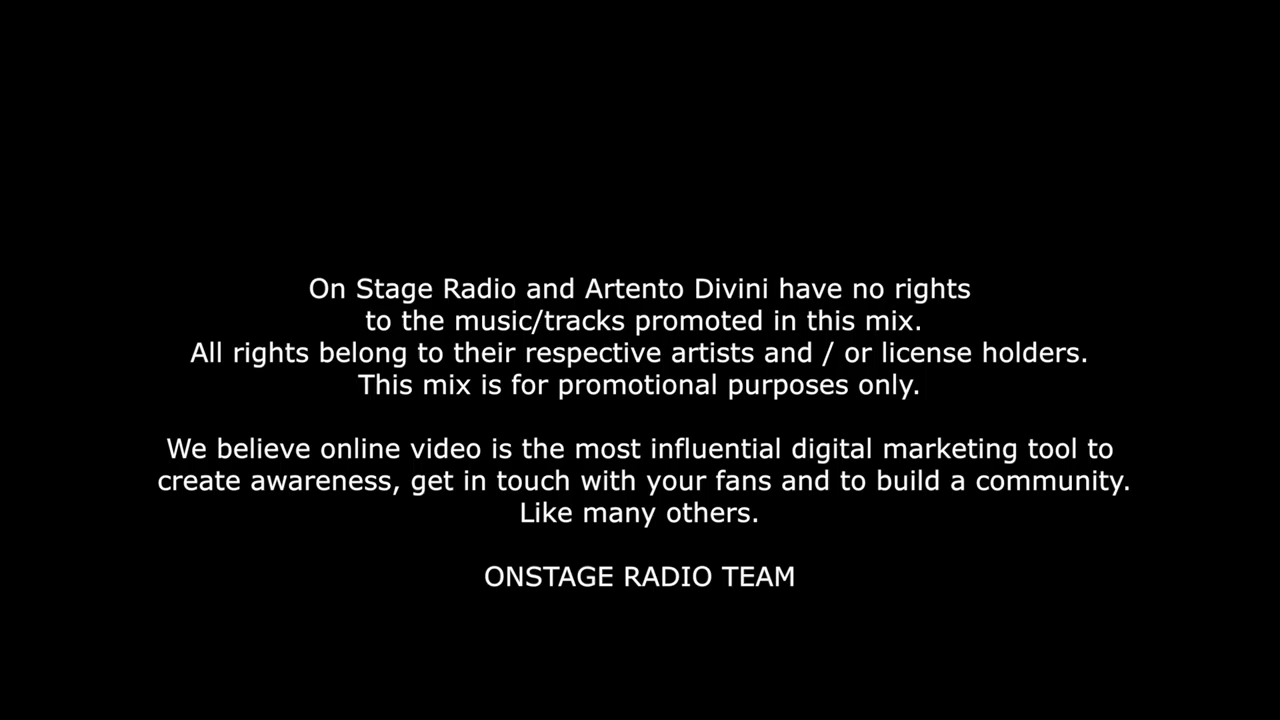 On Stage Radio and Artento Divini have no rights
to the music/tracks promoted in this mix.
All rights belong to their respective artists and / or license holders.
This mix is for promotional purposes only.
We believe online video is the most influential digital marketing tool to
create awareness, get in touch with your fans and to build a community.
Like many others.
ONSTAGE RADIO TEAM